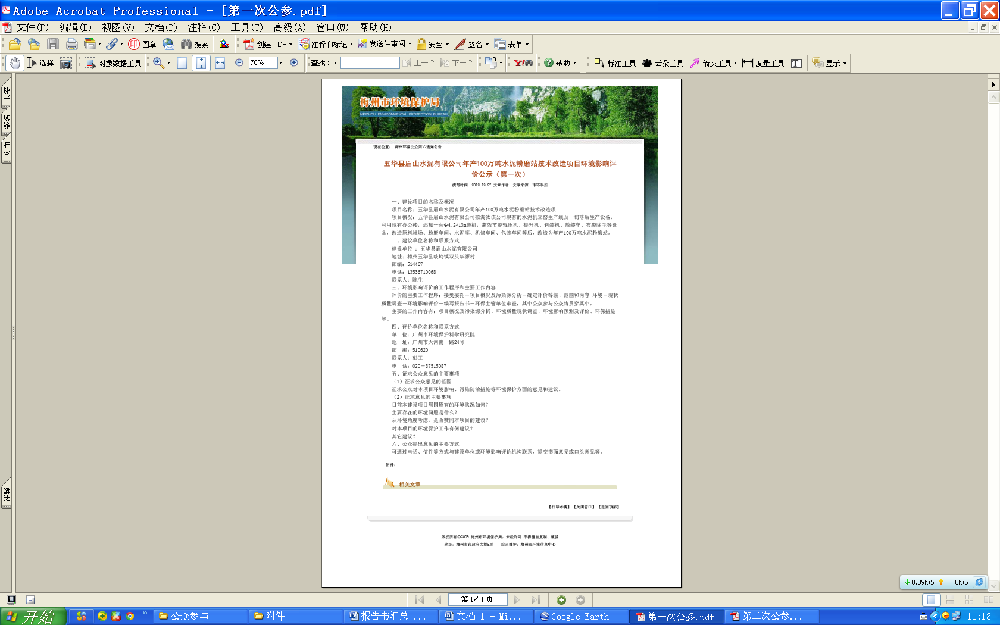 Adobe Acrobat Professional - [第一次公参.pdf]
文件(F) 编辑(E) 视图(V) 文档(D) 注释(C) 工具(T) 高级(A) 窗口(W) 帮助(H)
图章 搜索 创建 PDF 注释和标记 发送供审阅 安全 签名 表单
选择 对象数据工具 76% 查找: 上一个 下一个 Y! 帮助 标注工具 云朵工具 箭头工具 度量工具 显示
书签
签名
页面
注释
梅州市环境保护局
MEIZHOU ENVIRONMENTAL PROTECTION BUREAU
现在位置: 梅州环保公众网>>通知公告
五华县眉山水泥有限公司年产100万吨水泥粉磨站技术改造项目环境影响评
价公示(第一次)
撰写时间: 2012-12-27 文章作者: 文章来源: 市环科所
一、建设项目的名称及概况
项目名称: 五华县眉山水泥有限公司年产100万吨水泥粉磨站技术改造项
项目概况: 五华县眉山水泥有限公司拟淘汰该公司现有的水泥机立窑生产线及一切落后生产设备,
利用现有办公楼, 添加一台Φ4.2*13m磨机, 高效节能辊压机、提升机、包装机、散装车、布袋除尘等设
备, 改造原料堆场、粉磨车间、水泥库、机修车间、包装车间等后, 改造为年产100万吨水泥粉磨站。
二、建设单位名称和联系方式
建设单位 : 五华县眉山水泥有限公司
地址: 梅州五华县歧岭镇双头华源村
邮编: 514467
电话: 13536710068
联系人: 陈生
三、环境影响评价的工作程序和主要工作内容
评价的主要工作程序: 接受委托—项目概况及污染源分析—确定评价等级、范围和内容-环境—现状
质量调查—环境影响评价—编写报告书—环保主管单位审查, 其中公众参与公众将贯穿其中。
主要的工作内容有: 项目概况及污染源分析、环境质量现状调查、环境影响预测及评价、环保措施
等。
四、评价单位名称和联系方式
单 位: 广州市环境保护科学研究院
地 址: 广州市天河南一路24号
邮 编: 510620
联系人: 彭工
电 话: 020—87515087
五、征求公众意见的主要事项
(1) 征求公众意见的范围
征求公众对本项目环境影响、污染防治措施等环境保护方面的意见和建议。
(2) 征求意见的主要事项
目前本建设项目周围原有的环境状况如何?
主要存在的环境问题是什么?
从环境角度考虑, 是否赞同本项目的建设?
对本项目的环境保护工作有何建议?
其它建议?
六、公众提出意见的主要方式
可通过电话、信件等方式与建设单位或环境影响评价机构联系, 提交书面意见或口头意见等。
附件:
相关文章
【打印本稿】【关闭窗口】【返回顶部】
版权所有©2009 梅州市环境保护局, 未经许可 不得擅自复制、镜像
地址: 梅州市市政府大楼5层 站点维护: 梅州市环境信息中心
0.09K/S 0K/S
第 1/ 1 页
开始 公众参与 附件 报告书汇总 ... 文档 1 - Mi... Google Earth 第一次公参.pdf 第二次公参... 11:18